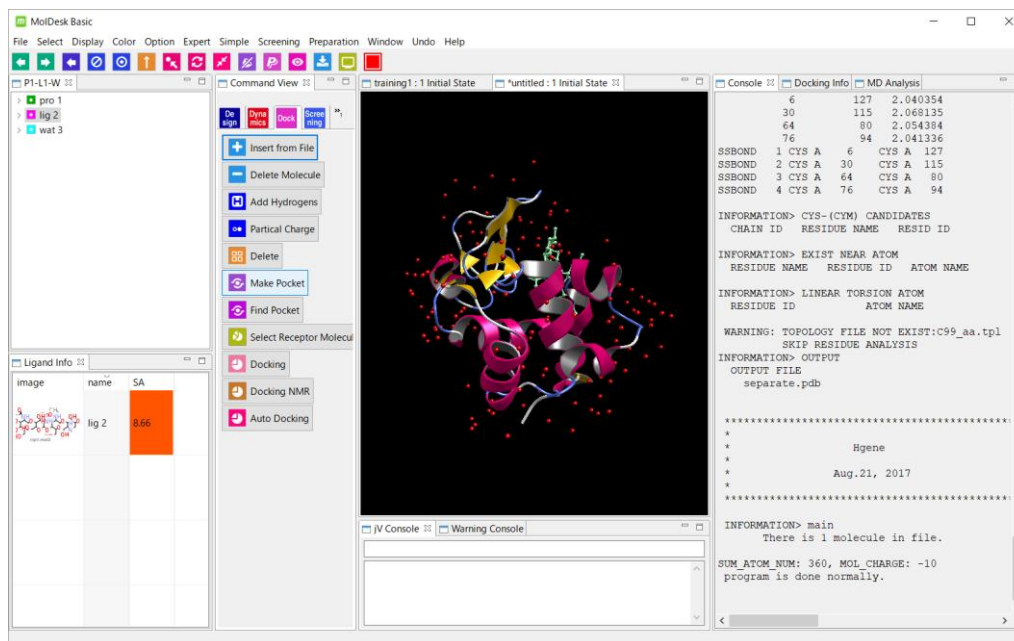 MolDesk Basic
File Select Display Color Option Expert Simple Screening Preparation Window Undo Help
P1-L1-W
pro 1
lig 2
wat 3
Ligand Info
image name SA
lig 2 8.66
Command View
De sign
Dyna mics
Dock
Scree ning
Insert from File
Delete Molecule
Add Hydrogens
Partical Charge
Delete
Make Pocket
Find Pocket
Select Receptor Molecul
Docking
Docking NMR
Auto Docking
training1 : 1 Initial State
*untitled : 1 Initial State
jV Console
Warning Console
Console
Docking Info
MD Analysis
6 127 2.040354
30 115 2.068135
64 80 2.054384
76 94 2.041336
SSBOND 1 CYS A 6 CYS A 127
SSBOND 2 CYS A 30 CYS A 115
SSBOND 3 CYS A 64 CYS A 80
SSBOND 4 CYS A 76 CYS A 94
INFORMATION> CYS-(CYM) CANDIDATES
CHAIN ID RESIDUE NAME RESID ID
INFORMATION> EXIST NEAR ATOM
RESIDUE NAME RESIDUE ID ATOM NAME
INFORMATION> LINEAR TORSION ATOM
RESIDUE ID ATOM NAME
WARNING: TOPOLOGY FILE NOT EXIST:C99_aa.tpl
SKIP RESIDUE ANALYSIS
INFORMATION> OUTPUT
OUTPUT FILE
separate.pdb
********************************************
*
* Hgene
*
* Aug.21, 2017
*
********************************************
INFORMATION> main
There is 1 molecule in file.
SUM_ATOM_NUM: 360, MOL_CHARGE: -10
program is done normally.